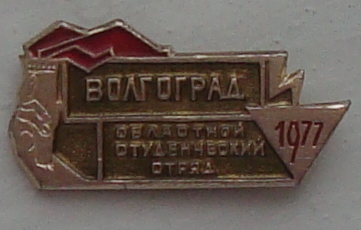 ВОЛГОГРАД
ОБЛАСТНОЙ
СТУДЕНЧЕСКИЙ
ОТРЯД
1977